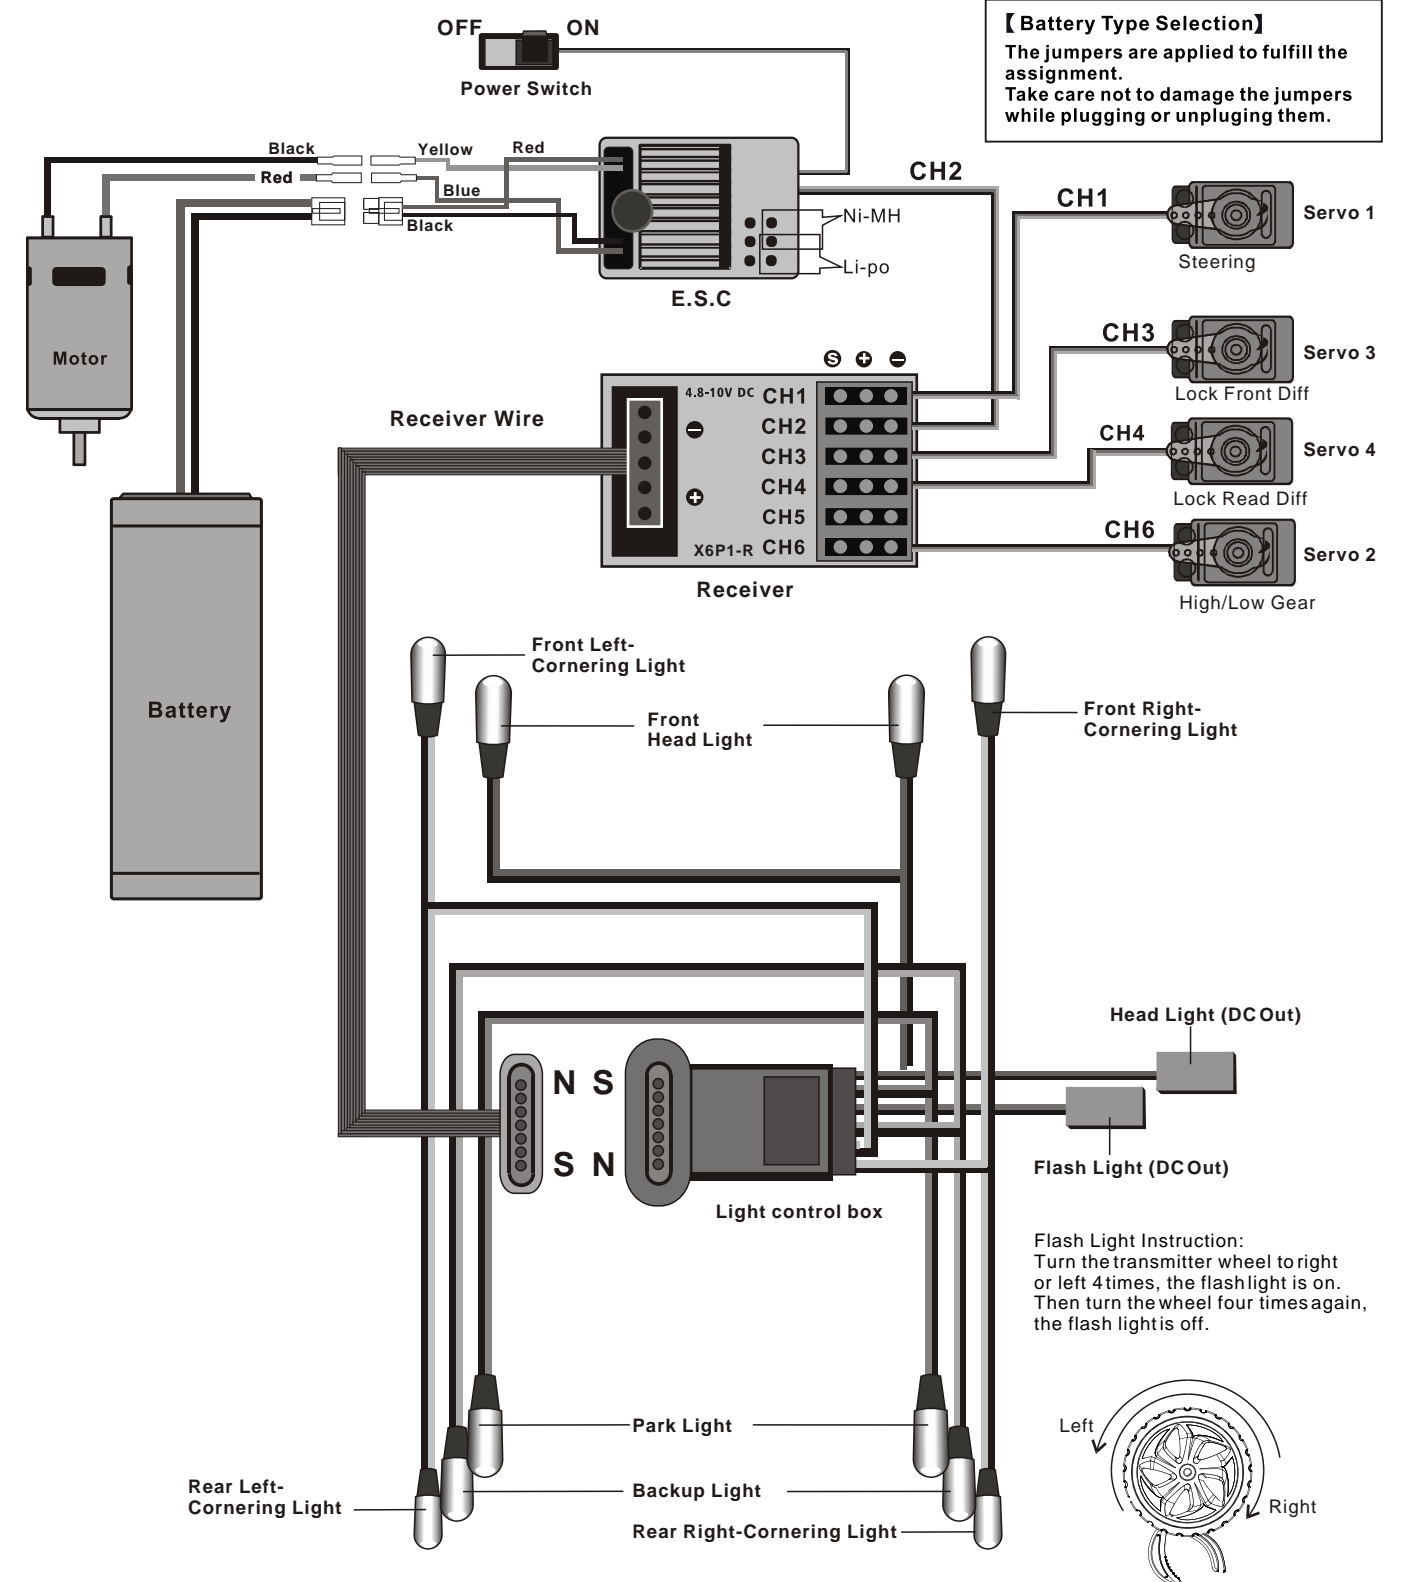 OFF
ON
Power Switch
【Battery Type Selection】
The jumpers are applied to fulfill the
assignment.
Take care not to damage the jumpers
while plugging or unpluging them.
Black
Yellow
Red
Red
Blue
Black
CH2
Ni-MH
Li-po
E.S.C
Motor
CH1
Servo 1
Steering
CH3
Servo 3
Lock Front Diff
CH4
Servo 4
Lock Read Diff
CH6
Servo 2
High/Low Gear
Receiver Wire
S + −
4.8-10V DC
CH1
−
CH2
CH3
+
CH4
CH5
X6P1-R
CH6
Receiver
Battery
Front Left-
Cornering Light
Front
Head Light
Front Right-
Cornering Light
Head Light (DC Out)
Flash Light (DC Out)
N S
S N
Light control box
Flash Light Instruction:
Turn the transmitter wheel to right
or left 4 times, the flash light is on.
Then turn the wheel four times again,
the flash light is off.
Left
Right
Park Light
Rear Left-
Cornering Light
Backup Light
Rear Right-Cornering Light